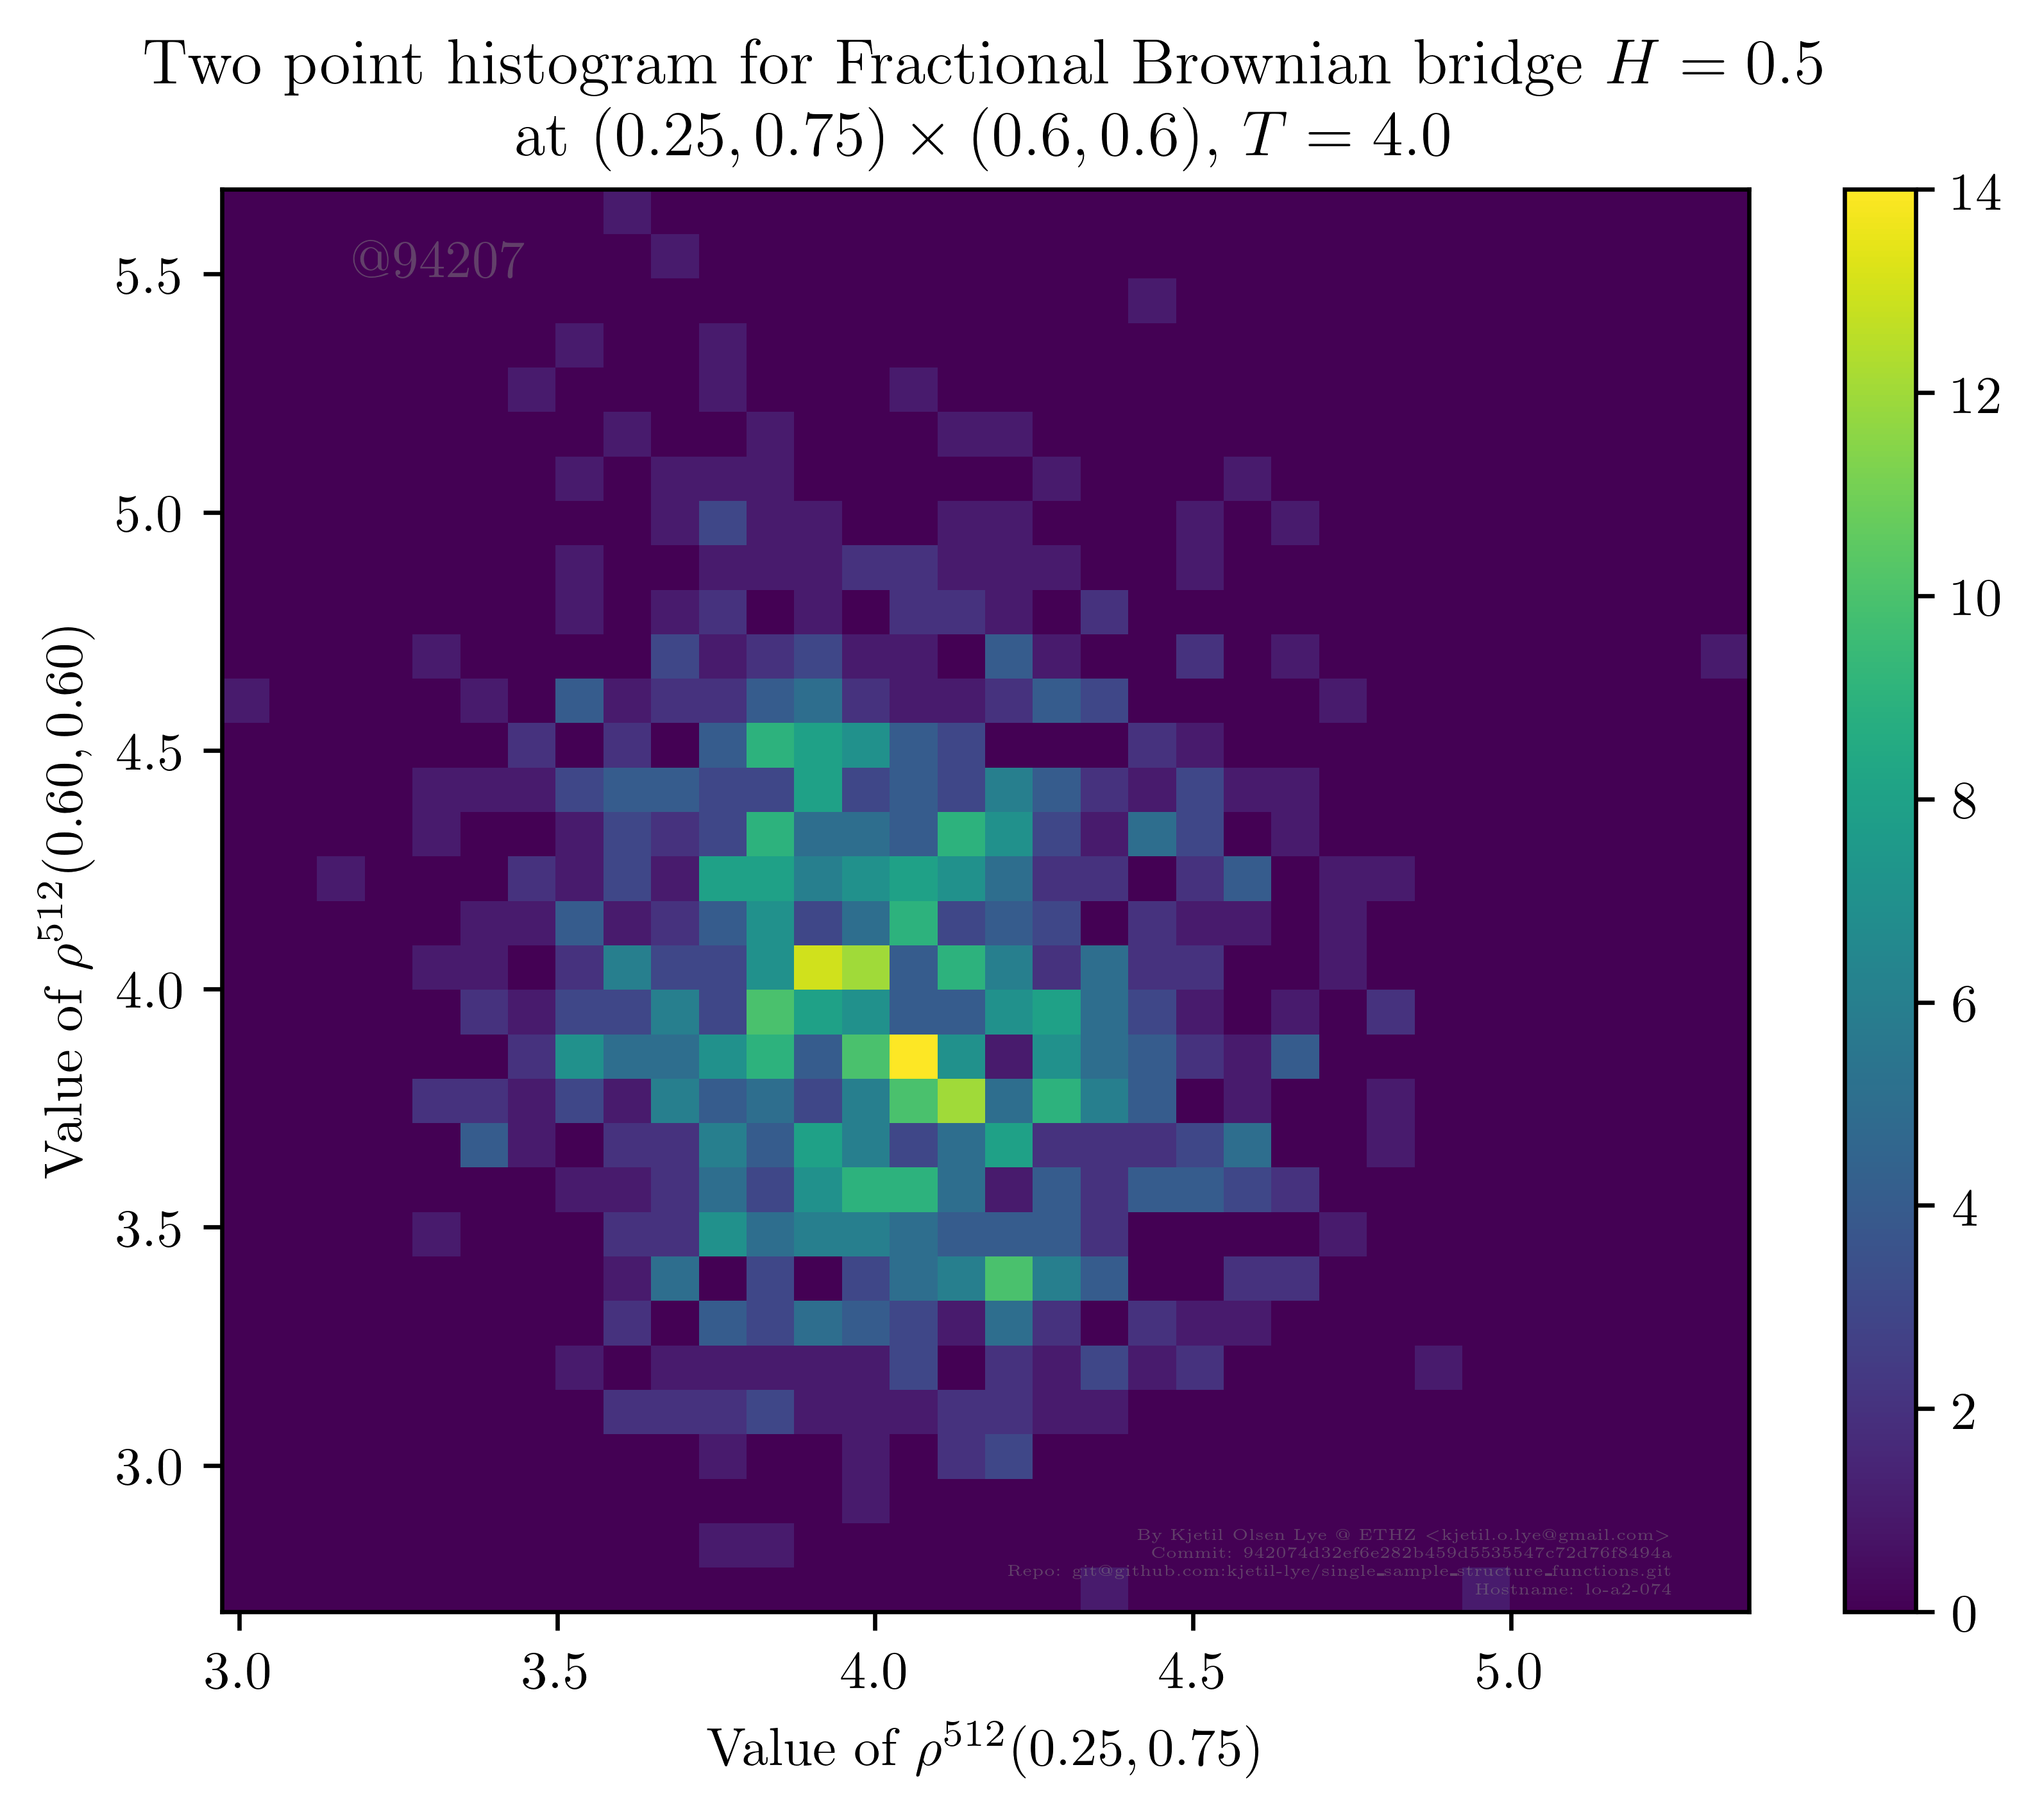 Two point histogram for Fractional Brownian bridge H = 0.5
at (0.25, 0.75) × (0.6, 0.6), T = 4.0
@94207
14
12
10
8
6
4
2
0
5.5
5.0
4.5
4.0
3.5
3.0
Value of ρ⁵¹²(0.60, 0.60)
By Kjetil Olsen Lye @ ETHZ <kjetil.o.lye@gmail.com>
Commit: 942074d32ef6e282b459d5535547c72d76f8494a
Repo: git@github.com:kjetil-lye/single_sample_structure_functions.git
Hostname: lo-a2-074
3.0 3.5 4.0 4.5 5.0
Value of ρ⁵¹²(0.25, 0.75)